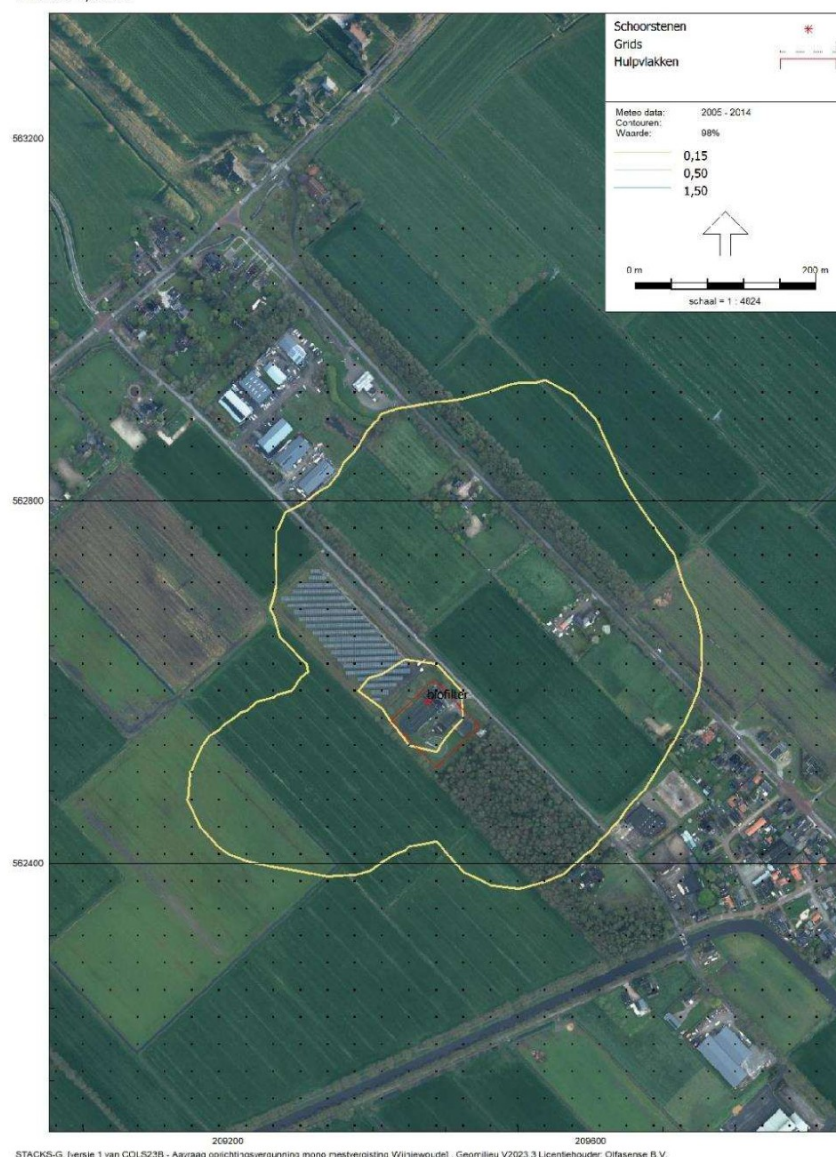 Schoorstenen
Grids
Hulpvlakken
Meteo data: 2005 - 2014
Contouren:
Waarde: 98%
0,15
0,50
1,50
0 m 200 m
schaal = 1 : 4824
563200
562800
biofilter
562400
209200 209600
STACKS-G, [versie 1 van COLS23B - Aavraag oprichtingsvergunning mono mestvergisting Wijnjewoude], Geomilieu V2023.3 Licentiehouder: Olfasense B.V.